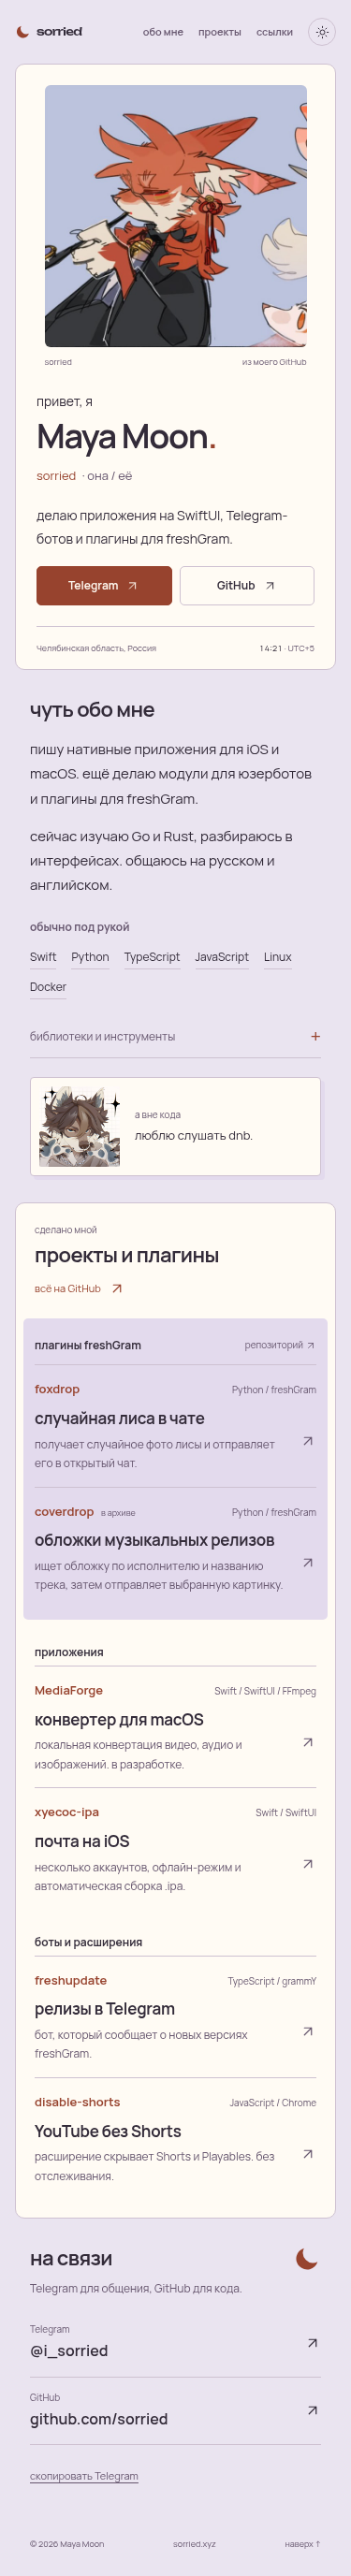 sorried
обо мне проекты ссылки
sorried из моего GitHub
привет, я
Maya Moon.
sorried · она / её
делаю приложения на SwiftUI, Telegram-
ботов и плагины для freshGram.
Telegram GitHub
Челябинская область, Россия 14:21 · UTC+5
чуть обо мне
пишу нативные приложения для iOS и
macOS. ещё делаю модули для юзерботов
и плагины для freshGram.
сейчас изучаю Go и Rust, разбираюсь в
интерфейсах. общаюсь на русском и
английском.
обычно под рукой
Swift Python TypeScript JavaScript Linux
Docker
библиотеки и инструменты +
а вне кода
люблю слушать dnb.
сделано мной
проекты и плагины
всё на GitHub
плагины freshGram репозиторий
foxdrop Python / freshGram
случайная лиса в чате
получает случайное фото лисы и отправляет
его в открытый чат.
coverdrop в архиве Python / freshGram
обложки музыкальных релизов
ищет обложку по исполнителю и названию
трека, затем отправляет выбранную картинку.
приложения
MediaForge Swift / SwiftUI / FFmpeg
конвертер для macOS
локальная конвертация видео, аудио и
изображений. в разработке.
xyecoc-ipa Swift / SwiftUI
почта на iOS
несколько аккаунтов, офлайн-режим и
автоматическая сборка .ipa.
боты и расширения
freshupdate TypeScript / grammY
релизы в Telegram
бот, который сообщает о новых версиях
freshGram.
disable-shorts JavaScript / Chrome
YouTube без Shorts
расширение скрывает Shorts и Playables. без
отслеживания.
на связи
Telegram для общения, GitHub для кода.
Telegram
@i_sorried
GitHub
github.com/sorried
скопировать Telegram
© 2026 Maya Moon sorried.xyz наверх ↑